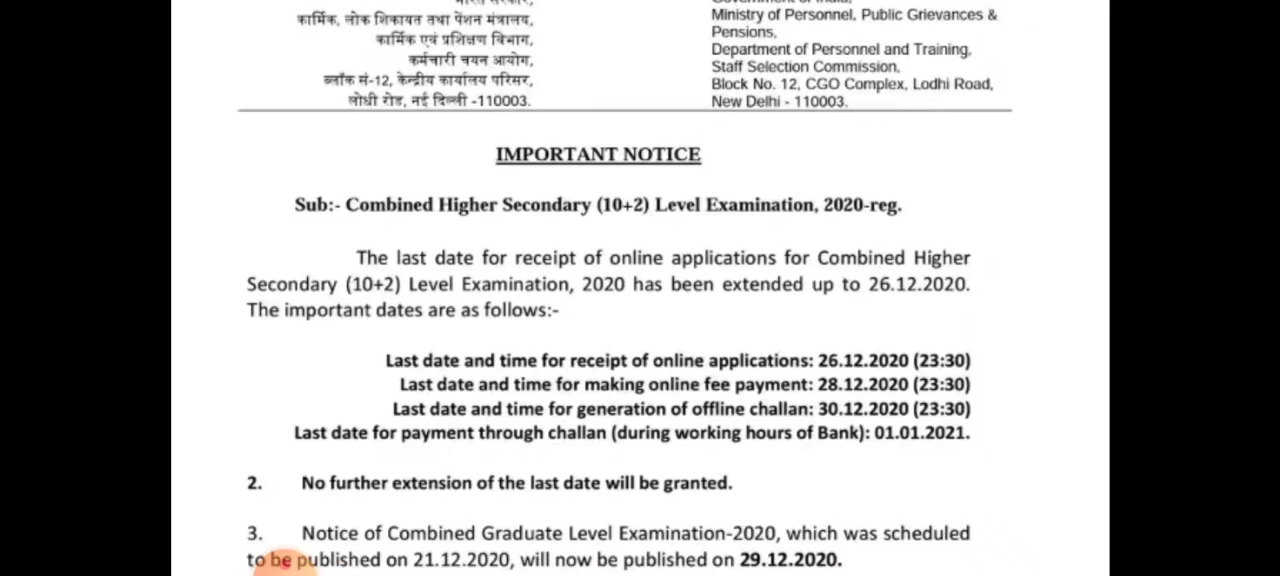 कार्मिक, लोक शिकायत तथा पेंशन मंत्रालय,
कार्मिक एवं प्रशिक्षण विभाग,
कर्मचारी चयन आयोग,
ब्लॉक सं-12, केन्द्रीय कार्यालय परिसर,
लोधी रोड, नई दिल्ली -110003.
Ministry of Personnel, Public Grievances &
Pensions,
Department of Personnel and Training,
Staff Selection Commission,
Block No. 12, CGO Complex, Lodhi Road,
New Delhi - 110003.
IMPORTANT NOTICE
Sub:- Combined Higher Secondary (10+2) Level Examination, 2020-reg.
The last date for receipt of online applications for Combined Higher
Secondary (10+2) Level Examination, 2020 has been extended up to 26.12.2020.
The important dates are as follows:-
Last date and time for receipt of online applications: 26.12.2020 (23:30)
Last date and time for making online fee payment: 28.12.2020 (23:30)
Last date and time for generation of offline challan: 30.12.2020 (23:30)
Last date for payment through challan (during working hours of Bank): 01.01.2021.
2. No further extension of the last date will be granted.
3. Notice of Combined Graduate Level Examination-2020, which was scheduled
to be published on 21.12.2020, will now be published on 29.12.2020.